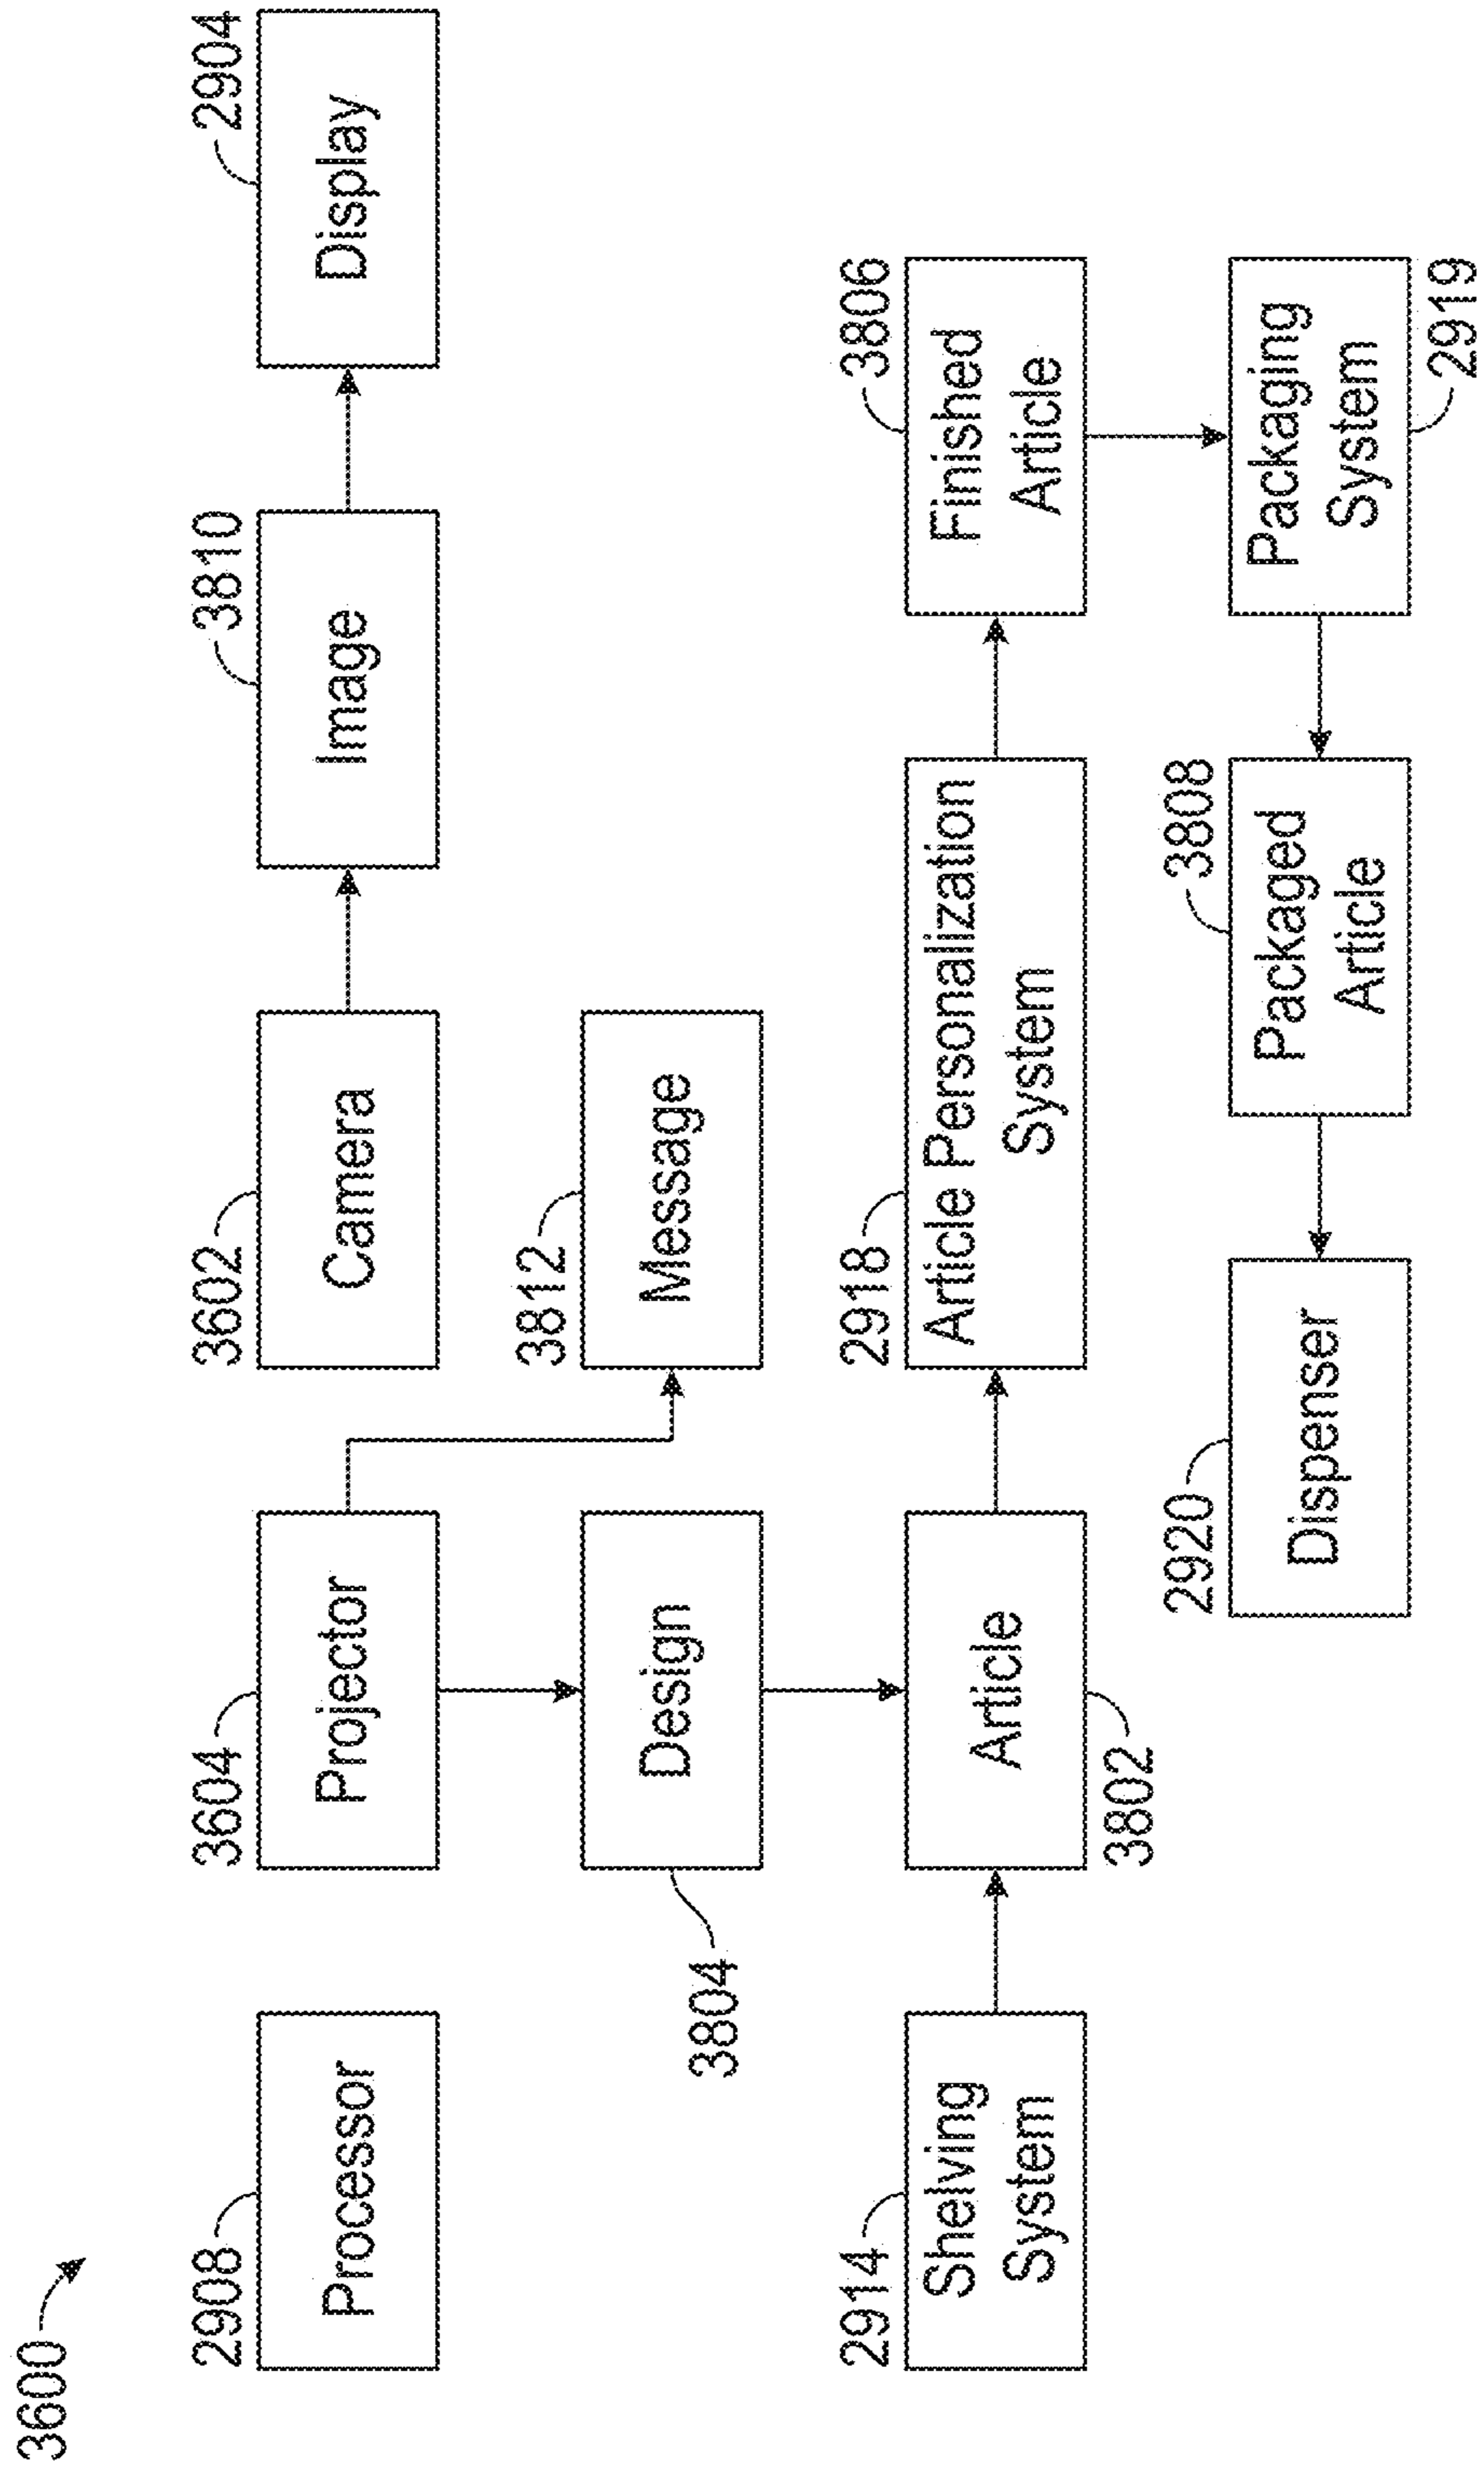 3600
2908
Processor
3604
Projector
3602
Camera
3810
Image
2904
Display
3804
Design
3812
Message
2914
Shelving
System
Article
3802
2918
Article Personalization
System
3806
Finished
Article
2920
Dispenser
3808
Packaged
Article
Packaging
System
2919